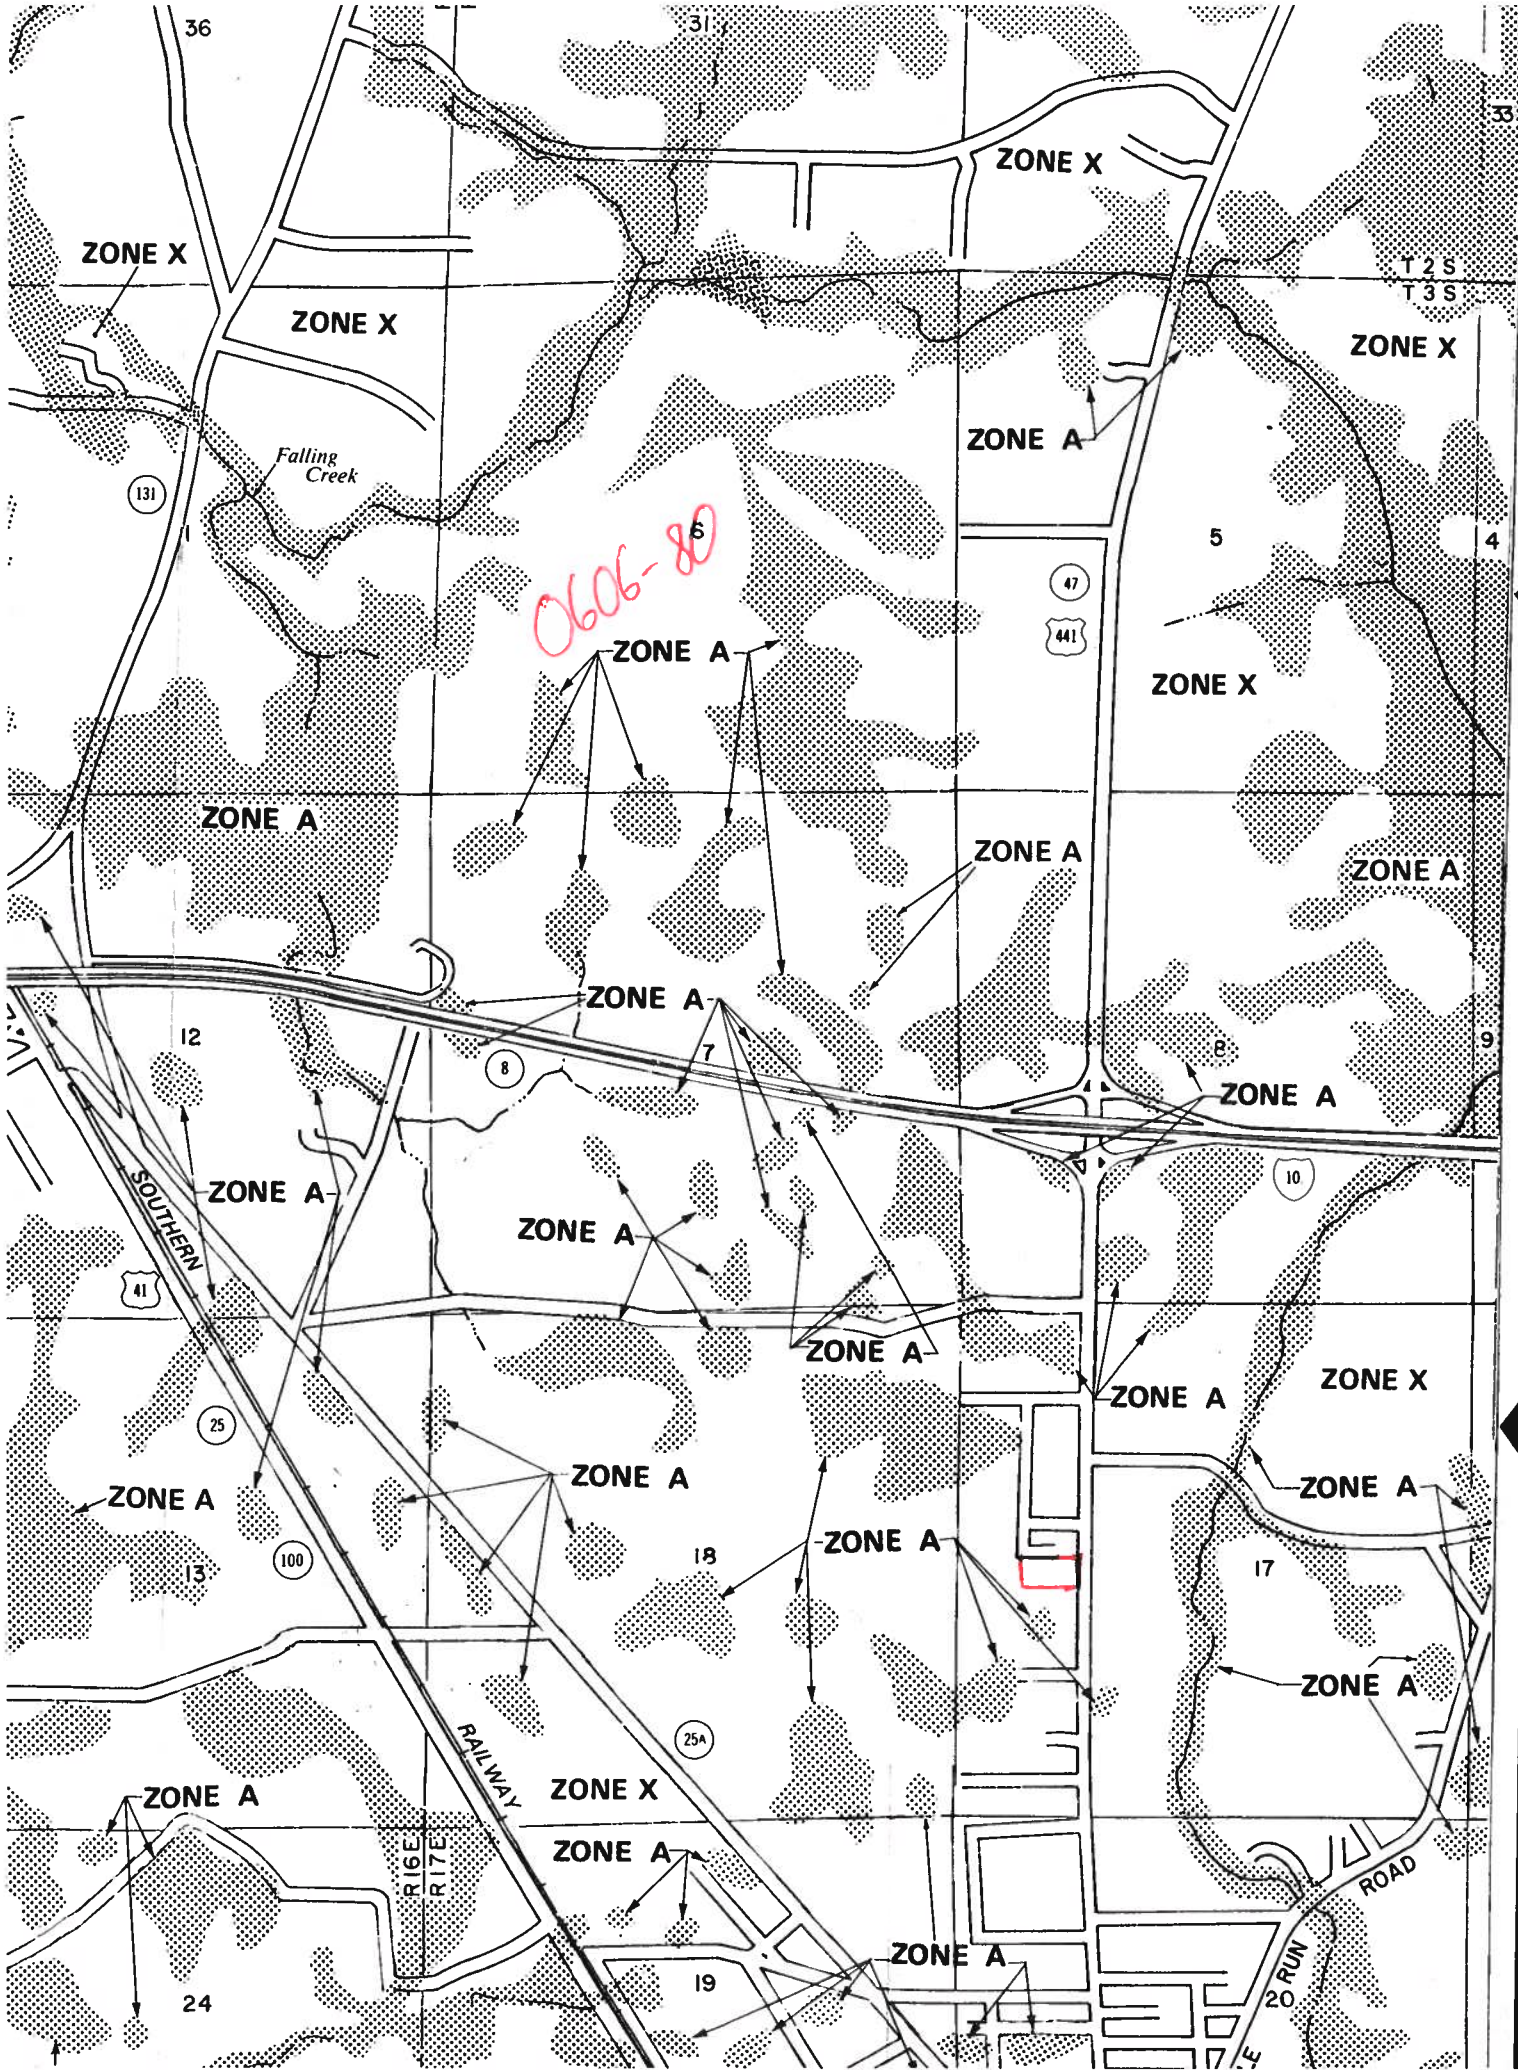 36
31
33
ZONE X
ZONE X
T 2 S
T 3 S
ZONE X
ZONE X
ZONE A
Falling
Creek
131
1
6
5
4
0606-80
47
441
ZONE A
ZONE X
ZONE A
ZONE A
ZONE A
ZONE A
12
7
8
9
8
ZONE A
10
SOUTHERN
ZONE A
ZONE A
41
ZONE A
ZONE X
ZONE A
25
ZONE A
ZONE A
ZONE A
ZONE A
100
18
17
13
ZONE A
25A
RAILWAY
ZONE X
ZONE A
R16E
R17E
ZONE A
ROAD
ZONE A
RUN
19
24
20
E